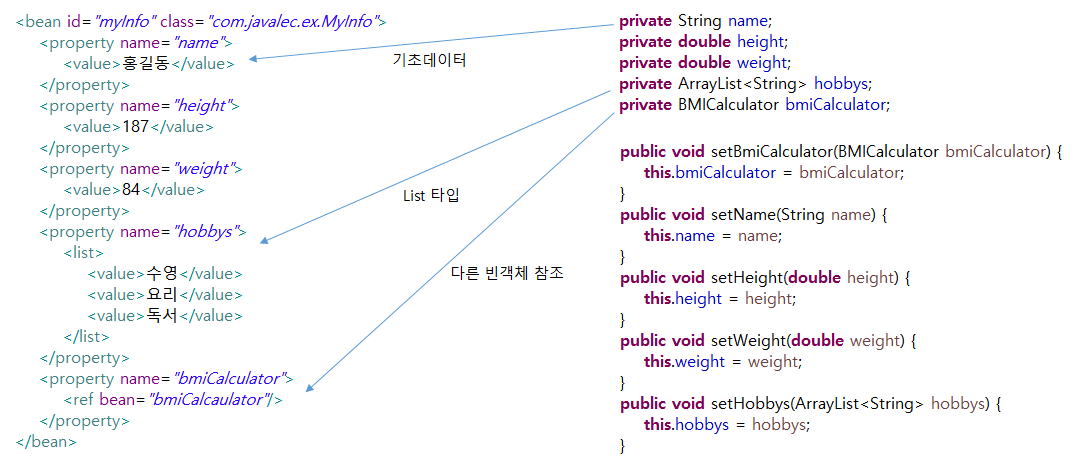 <bean id="myInfo" class="com.javalec.ex.MyInfo">
<property name="name">
<value>홍길동</value>
</property>
<property name="height">
<value>187</value>
</property>
<property name="weight">
<value>84</value>
</property>
<property name="hobbys">
<list>
<value>수영</value>
<value>요리</value>
<value>독서</value>
</list>
</property>
<property name="bmiCalculator">
<ref bean="bmiCalcaulator"/>
</property>
</bean>
기초데이터
List 타입
다른 빈객체 참조
private String name;
private double height;
private double weight;
private ArrayList<String> hobbys;
private BMICalculator bmiCalculator;
public void setBmiCalculator(BMICalculator bmiCalculator) {
this.bmiCalculator = bmiCalculator;
}
public void setName(String name) {
this.name = name;
}
public void setHeight(double height) {
this.height = height;
}
public void setWeight(double weight) {
this.weight = weight;
}
public void setHobbys(ArrayList<String> hobbys) {
this.hobbys = hobbys;
}